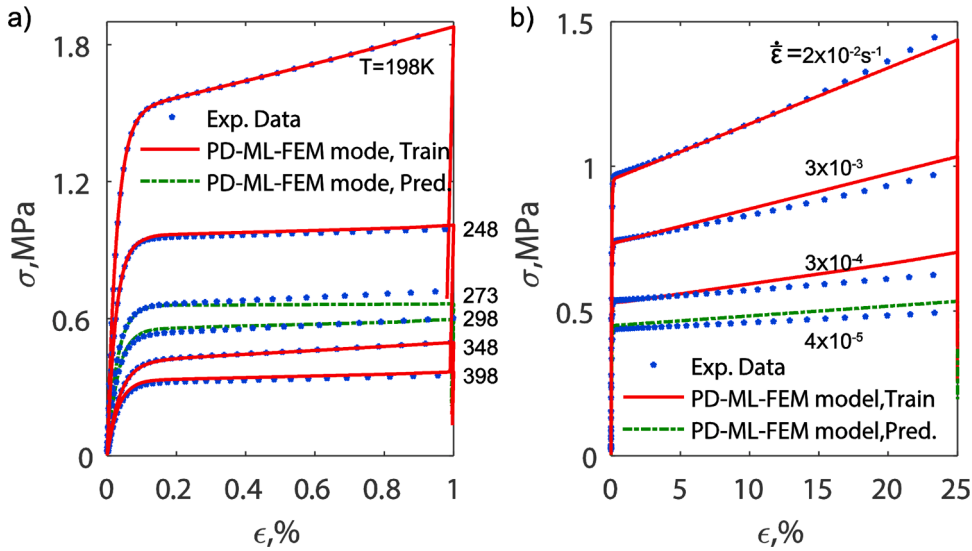 a)
σ,MPa
1.8
1.2
0.6
0
T=198K
Exp. Data
PD-ML-FEM mode, Train
PD-ML-FEM mode, Pred.
248
273
298
348
398
0 0.2 0.4 0.6 0.8 1
ϵ,%
b)
σ,MPa
1.5
1
0.5
0
ε̇=2x10⁻²s⁻¹
3x10⁻³
3x10⁻⁴
4x10⁻⁵
Exp. Data
PD-ML-FEM model,Train
PD-ML-FEM model,Pred.
0 5 10 15 20 25
ϵ,%